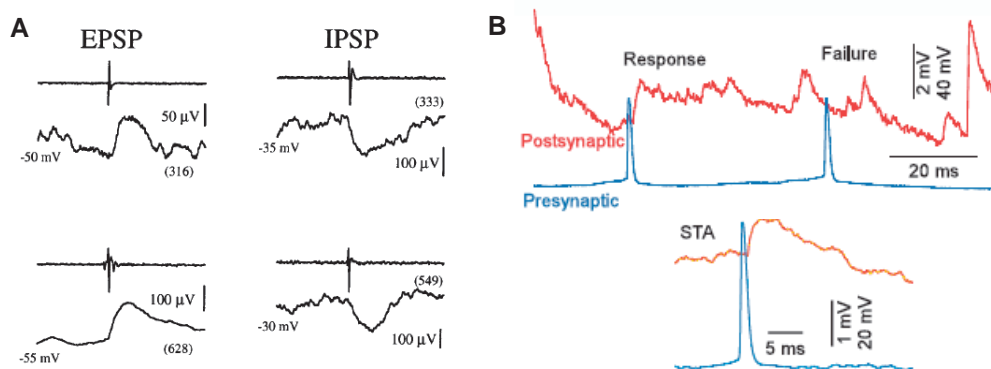 A
EPSP
IPSP
50 µV
-50 mV
(316)
(333)
-35 mV
100 µV
100 µV
-55 mV
(628)
(549)
-30 mV
100 µV
B
Response
Failure
2 mV
40 mV
Postsynaptic
20 ms
Presynaptic
STA
5 ms
1 mV
20 mV